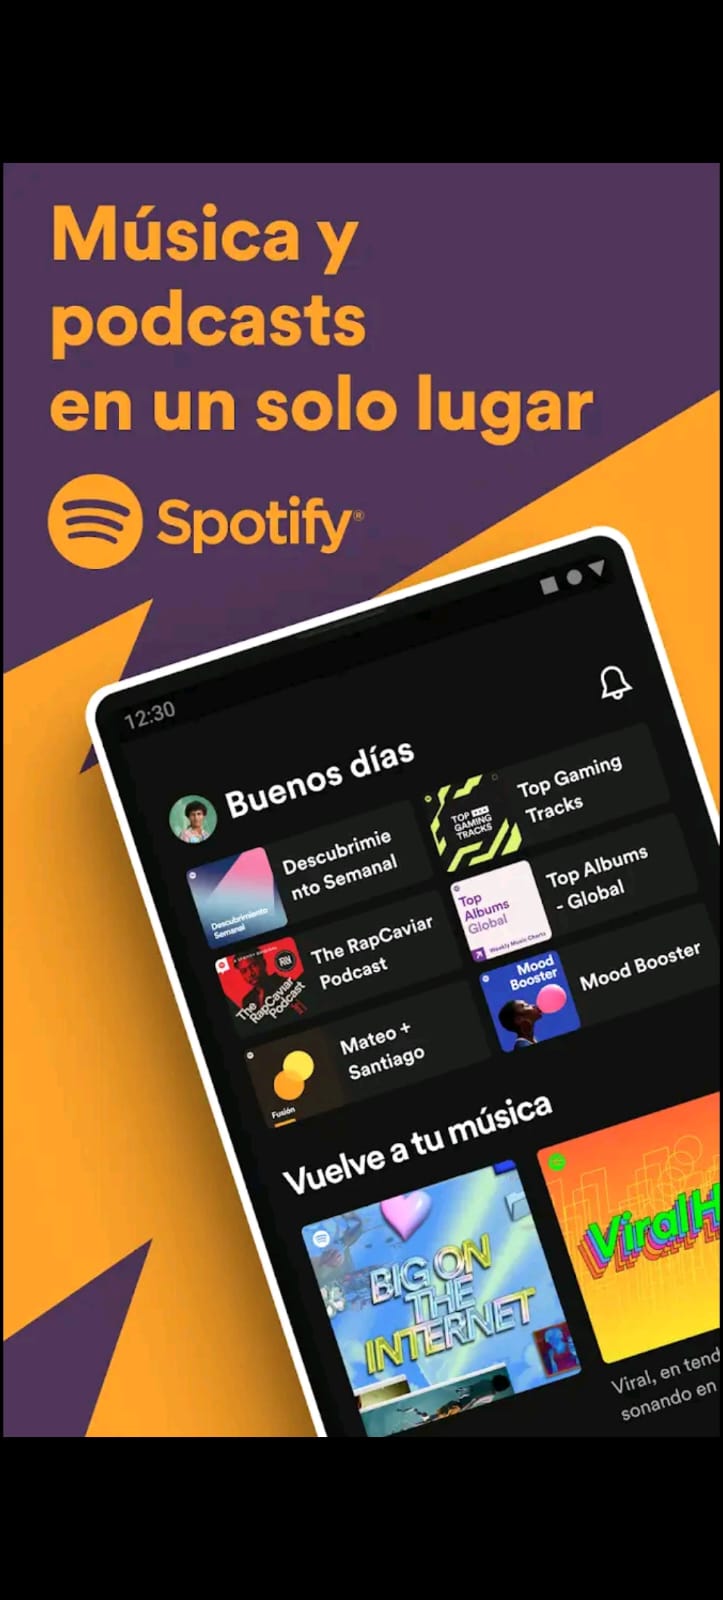 Música y
podcasts
en un solo lugar
Spotify®
12:30
Buenos días
Descubrimiento
Semanal
Descubrimie
nto Semanal
TOP
GAMING
TRACKS
Top Gaming
Tracks
The
RapCaviar
Podcast
The RapCaviar
Podcast
Top
Albums
Global
Weekly Music Charts
Top Albums
- Global
Fusión
Mateo +
Santiago
Mood
Booster
Mood Booster
Vuelve a tu música
BIG ON
THE
INTERNET
Viral H
Viral, en tend
sonando en